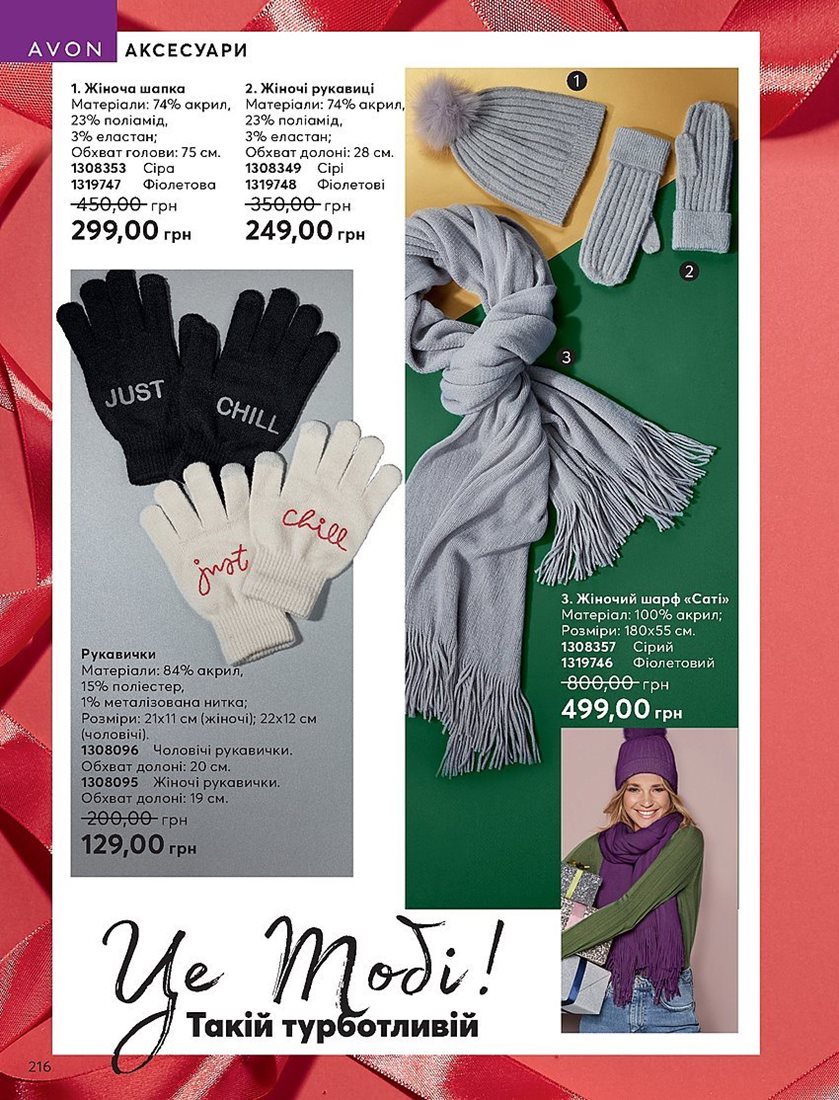 AVON
АКСЕСУАРИ
1. Жіноча шапка
Матеріали: 74% акрил,
23% поліамід,
3% еластан;
Обхват голови: 75 см.
1308353 Сіра
1319747 Фіолетова
450,00 грн
299,00 грн
2. Жіночі рукавиці
Матеріали: 74% акрил,
23% поліамід,
3% еластан;
Обхват долоні: 28 см.
1308349 Сірі
1319748 Фіолетові
350,00 грн
249,00 грн
1
2
3
JUST
CHILL
just
chill
3. Жіночий шарф «Саті»
Матеріал: 100% акрил;
Розміри: 180х55 см.
1308357 Сірий
1319746 Фіолетовий
800,00 грн
499,00 грн
Рукавички
Матеріали: 84% акрил,
15% поліестер,
1% металізована нитка;
Розміри: 21х11 см (жіночі); 22х12 см
(чоловічі).
1308096 Чоловічі рукавички.
Обхват долоні: 20 см.
1308095 Жіночі рукавички.
Обхват долоні: 19 см.
200,00 грн
129,00 грн
Це Тобі!
Такій турботливій
216